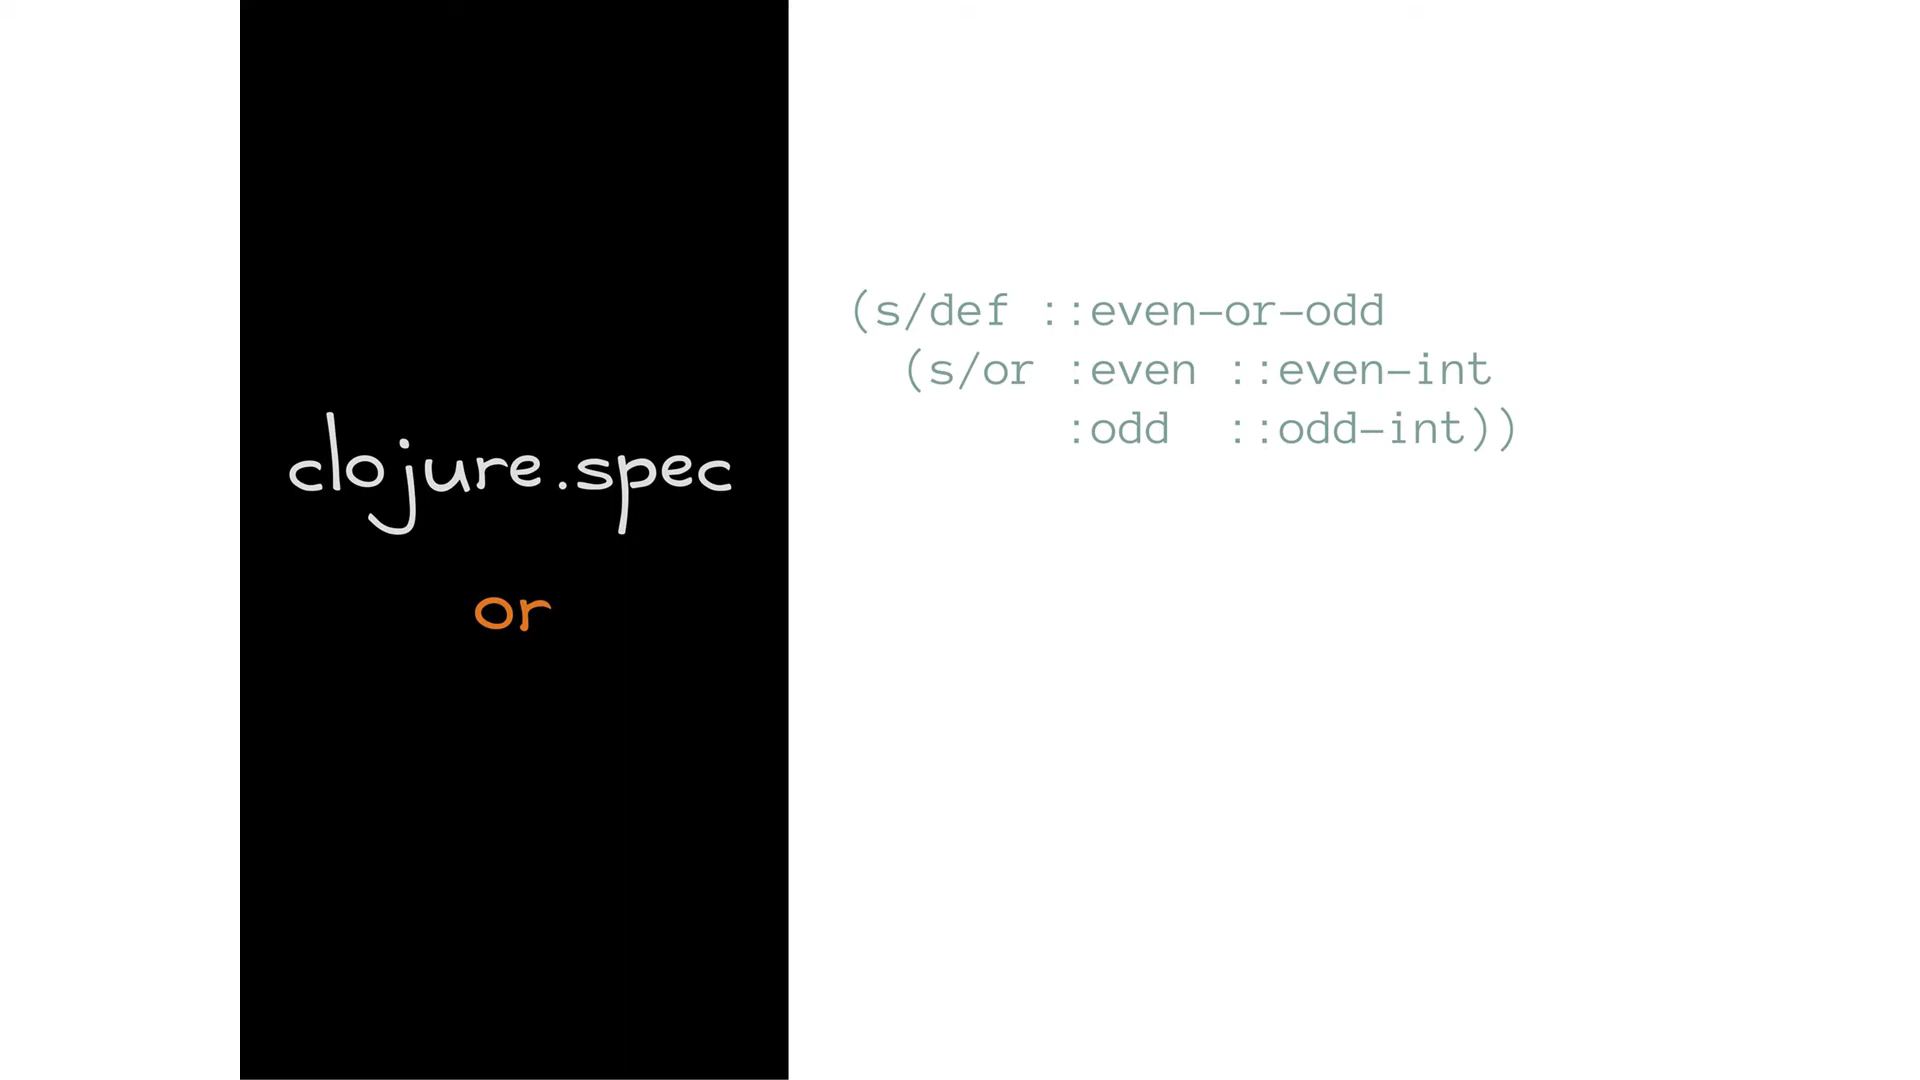 clojure.spec
or
(s/def ::even-or-odd
  (s/or :even ::even-int
        :odd  ::odd-int))